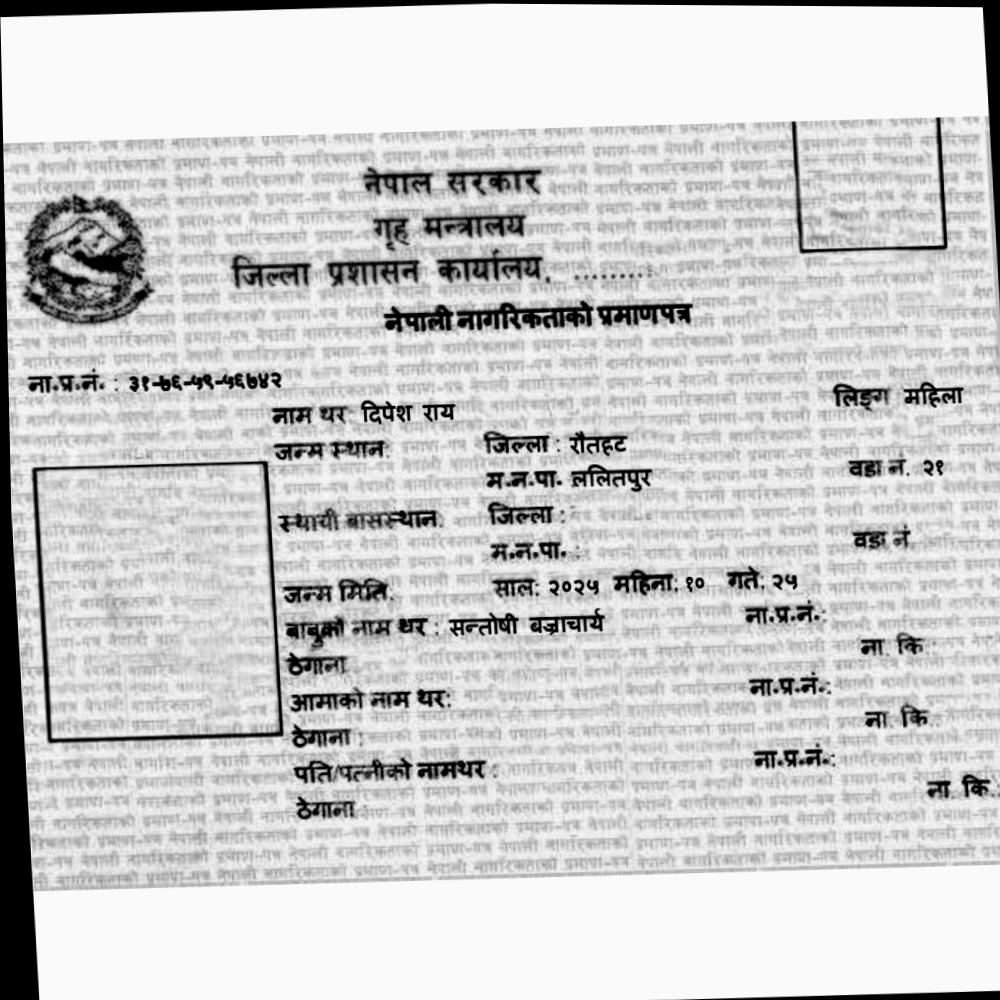 नेपाल सरकार
गृह मन्त्रालय
जिल्ला प्रशासन कार्यालय, .........
नेपाली नागरिकताको प्रमाणपत्र
ना.प्र.नं. : ३१-७६-५९-५६७४२
लिङ्ग महिला
नाम थर: दिपेश राय
जन्म स्थान: जिल्ला : रौतहट
म.न.पा. ललितपुर वडा नं. २१
स्थायी बासस्थान: जिल्ला :
म.न.पा. : वडा नं.
जन्म मिति: साल: २०२५ महिना: १० गते: २५
बाबुको नाम थर : सन्तोषी बज्राचार्य ना.प्र.नं.:
ठेगाना ना. कि.:
आमाको नाम थर: ना.प्र.नं.:
ठेगाना : ना. कि.
पति/पत्नीको नामथर : ना.प्र.नं.:
ठेगाना : ना. कि.: